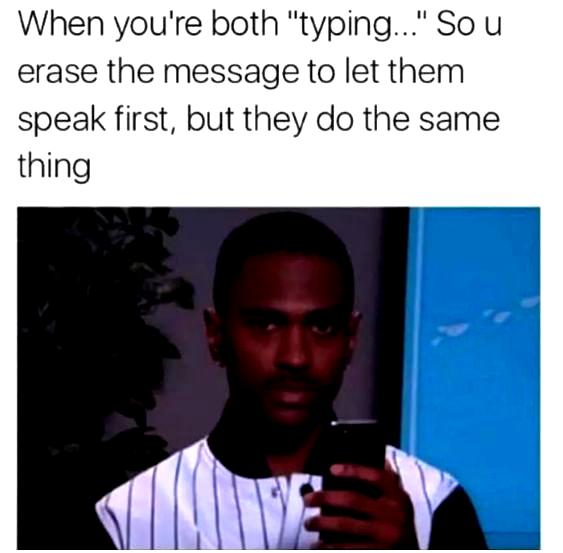 When you're both "typing..." So u
erase the message to let them
speak first, but they do the same
thing